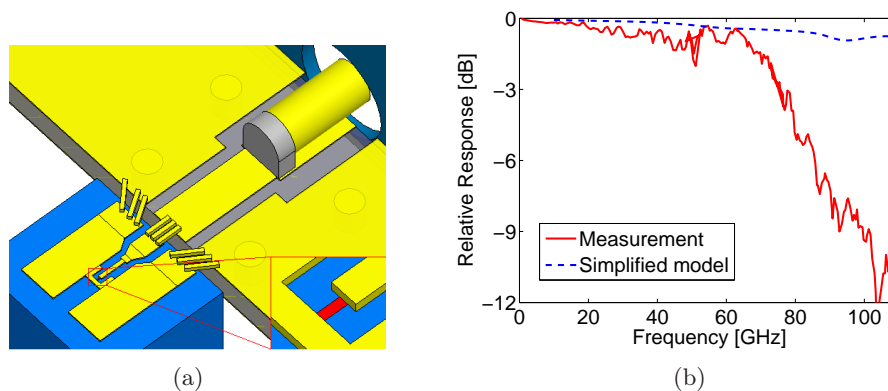 0
−3
−6
−9
−12
Relative Response [dB]
Measurement
Simplified model
0 20 40 60 80 100
Frequency [GHz]
(a)
(b)